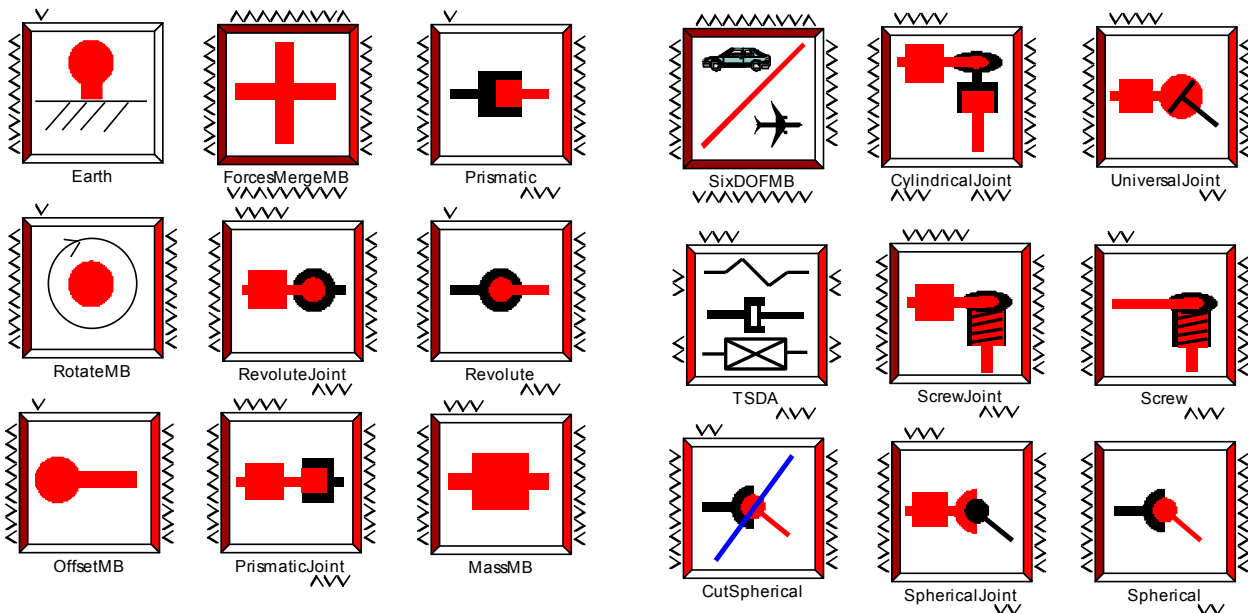 Earth
ForcesMergeMB
Prismatic
SixDOFMB
CylindricalJoint
UniversalJoint
RotateMB
RevoluteJoint
Revolute
TSDA
ScrewJoint
Screw
OffsetMB
PrismaticJoint
MassMB
CutSpherical
SphericalJoint
Spherical